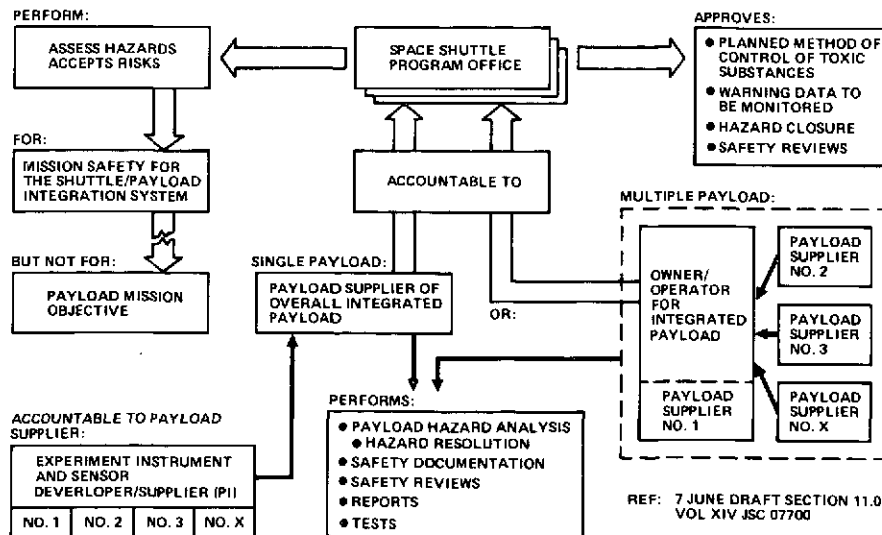 PERFORM:
ASSESS HAZARDS
ACCEPTS RISKS
SPACE SHUTTLE
PROGRAM OFFICE
APPROVES:
● PLANNED METHOD OF
CONTROL OF TOXIC
SUBSTANCES
● WARNING DATA TO
BE MONITORED
● HAZARD CLOSURE
● SAFETY REVIEWS
FOR:
MISSION SAFETY FOR
THE SHUTTLE/PAYLOAD
INTEGRATION SYSTEM
ACCOUNTABLE TO
BUT NOT FOR:
PAYLOAD MISSION
OBJECTIVE
SINGLE PAYLOAD:
PAYLOAD SUPPLIER OF
OVERALL INTEGRATED
PAYLOAD
OR:
MULTIPLE PAYLOAD:
OWNER/
OPERATOR
FOR
INTEGRATED
PAYLOAD
PAYLOAD
SUPPLIER
NO. 1
PAYLOAD
SUPPLIER
NO. 2
PAYLOAD
SUPPLIER
NO. 3
PAYLOAD
SUPPLIER
NO. X
ACCOUNTABLE TO PAYLOAD
SUPPLIER:
EXPERIMENT INSTRUMENT
AND SENSOR
DEVERLOPER/SUPPLIER (PI)
NO. 1 NO. 2 NO. 3 NO. X
PERFORMS:
● PAYLOAD HAZARD ANALYSIS
● HAZARD RESOLUTION
● SAFETY DOCUMENTATION
● SAFETY REVIEWS
● REPORTS
● TESTS
REF: 7 JUNE DRAFT SECTION 11.0
VOL XIV JSC 07700